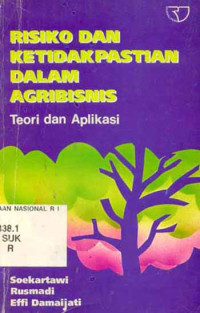 RISIKO DAN
KETIDAKPASTIAN
DALAM
AGRIBISNIS
Teori dan Aplikasi
AAN NASIONAL R I
338.1
SUK
R
Soekartawi
Rusmadi
Effi Damaijati